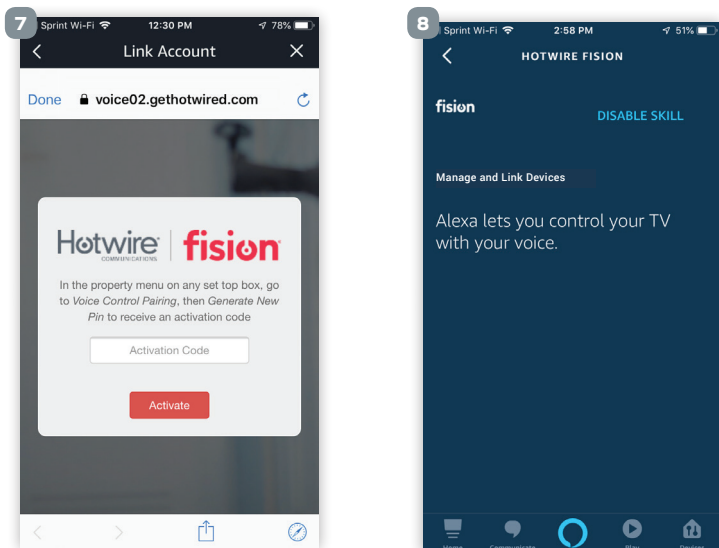 7
Sprint Wi-Fi 12:30 PM 78%
Link Account
Done voice02.gethotwired.com
Hotwire fision
COMMUNICATIONS
In the property menu on any set top box, go
to Voice Control Pairing, then Generate New
Pin to receive an activation code
Activation Code
Activate
8
Sprint Wi-Fi 2:58 PM 51%
HOTWIRE FISION
fision
DISABLE SKILL
Manage and Link Devices
Alexa lets you control your TV
with your voice.
Home Communicate Play Devices